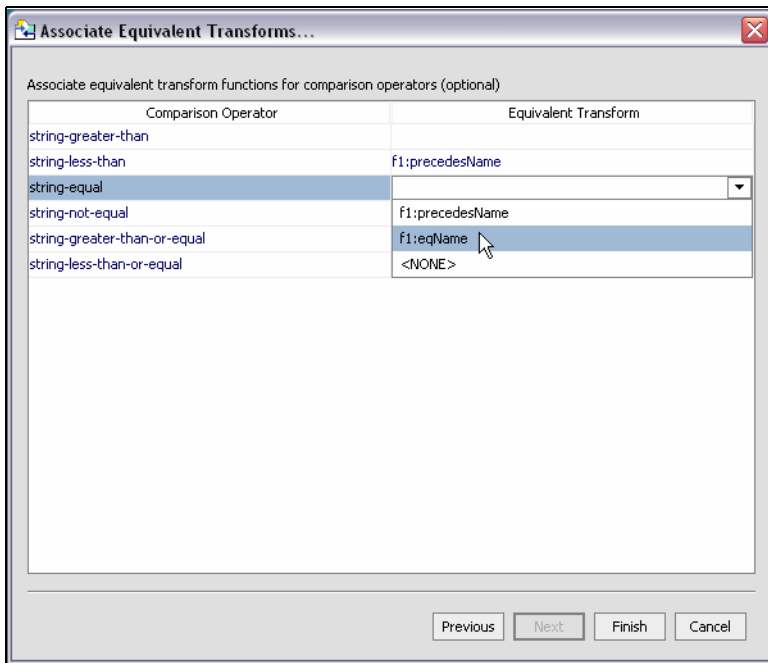 Associate Equivalent Transforms...
Associate equivalent transform functions for comparison operators (optional)
Comparison Operator Equivalent Transform
string-greater-than
string-less-than f1:precedesName
string-equal
string-not-equal f1:precedesName
string-greater-than-or-equal f1:eqName
string-less-than-or-equal <NONE>
Previous Next Finish Cancel